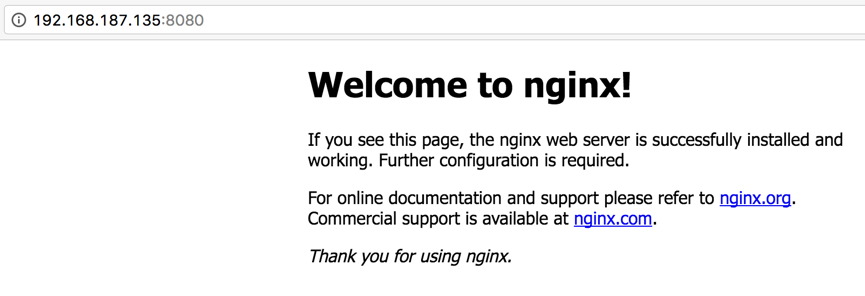 192.168.187.135:8080
Welcome to nginx!
If you see this page, the nginx web server is successfully installed and
working. Further configuration is required.
For online documentation and support please refer to nginx.org.
Commercial support is available at nginx.com.
Thank you for using nginx.